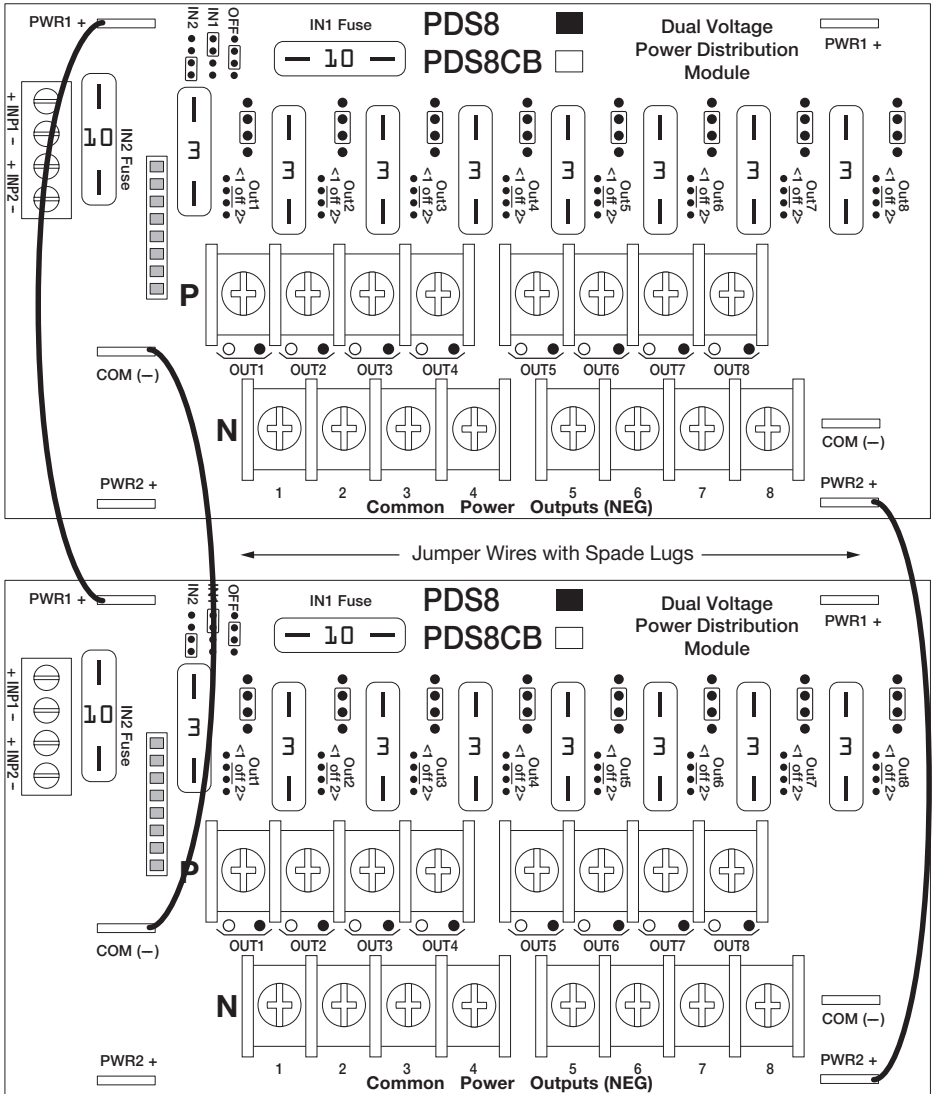 PWR1 +
IN2
IN1
OFF
IN1 Fuse
PDS8
PDS8CB
Dual Voltage
Power Distribution
Module
PWR1 +
10
+ INP1 - + INP2 -
10
IN2 Fuse
3
3
3
3
3
3
3
3
Out1
<1 off 2>
Out2
<1 off 2>
Out3
<1 off 2>
Out4
<1 off 2>
Out5
<1 off 2>
Out6
<1 off 2>
Out7
<1 off 2>
Out8
<1 off 2>
P
COM (—)
OUT1 OUT2 OUT3 OUT4 OUT5 OUT6 OUT7 OUT8
N
COM (—)
PWR2 +
PWR2 +
1 2 3 4 5 6 7 8
Common Power Outputs (NEG)
Jumper Wires with Spade Lugs
PWR1 +
IN2
IN1
OFF
IN1 Fuse
PDS8
PDS8CB
Dual Voltage
Power Distribution
Module
PWR1 +
10
+ INP1 - + INP2 -
10
IN2 Fuse
3
3
3
3
3
3
3
3
Out1
<1 off 2>
Out2
<1 off 2>
Out3
<1 off 2>
Out4
<1 off 2>
Out5
<1 off 2>
Out6
<1 off 2>
Out7
<1 off 2>
Out8
<1 off 2>
P
COM (—)
OUT1 OUT2 OUT3 OUT4 OUT5 OUT6 OUT7 OUT8
N
COM (—)
PWR2 +
PWR2 +
1 2 3 4 5 6 7 8
Common Power Outputs (NEG)